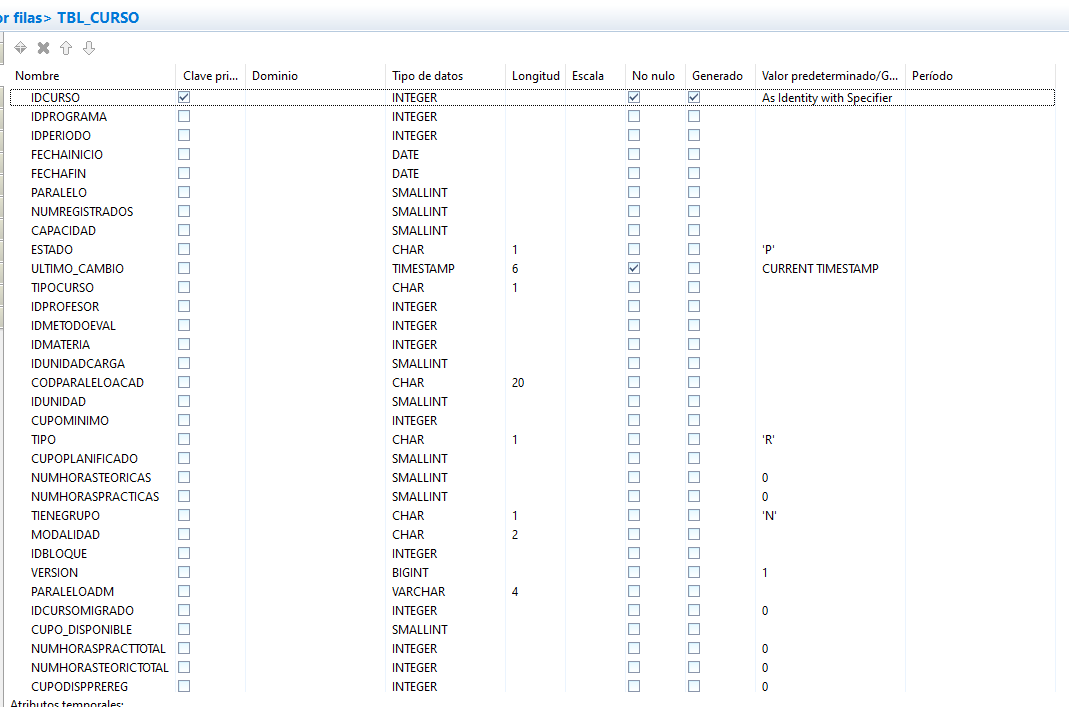 or filas> TBL_CURSO
Nombre Clave pri... Dominio Tipo de datos Longitud Escala No nulo Generado Valor predeterminado/G... Período
IDCURSO INTEGER As Identity with Specifier
IDPROGRAMA INTEGER
IDPERIODO INTEGER
FECHAINICIO DATE
FECHAFIN DATE
PARALELO SMALLINT
NUMREGISTRADOS SMALLINT
CAPACIDAD SMALLINT
ESTADO CHAR 1 'P'
ULTIMO_CAMBIO TIMESTAMP 6 CURRENT TIMESTAMP
TIPOCURSO CHAR 1
IDPROFESOR INTEGER
IDMETODOEVAL INTEGER
IDMATERIA INTEGER
IDUNIDADCARGA SMALLINT
CODPARALELOACAD CHAR 20
IDUNIDAD SMALLINT
CUPOMINIMO INTEGER
TIPO CHAR 1 'R'
CUPOPLANIFICADO SMALLINT
NUMHORASTEORICAS SMALLINT 0
NUMHORASPRACTICAS SMALLINT 0
TIENEGRUPO CHAR 1 'N'
MODALIDAD CHAR 2
IDBLOQUE INTEGER
VERSION BIGINT 1
PARALELOADM VARCHAR 4
IDCURSOMIGRADO INTEGER 0
CUPO_DISPONIBLE SMALLINT
NUMHORASPRACTTOTAL INTEGER 0
NUMHORASTEORICTOTAL INTEGER 0
CUPODISPPREREG INTEGER 0
Atributos temporales: